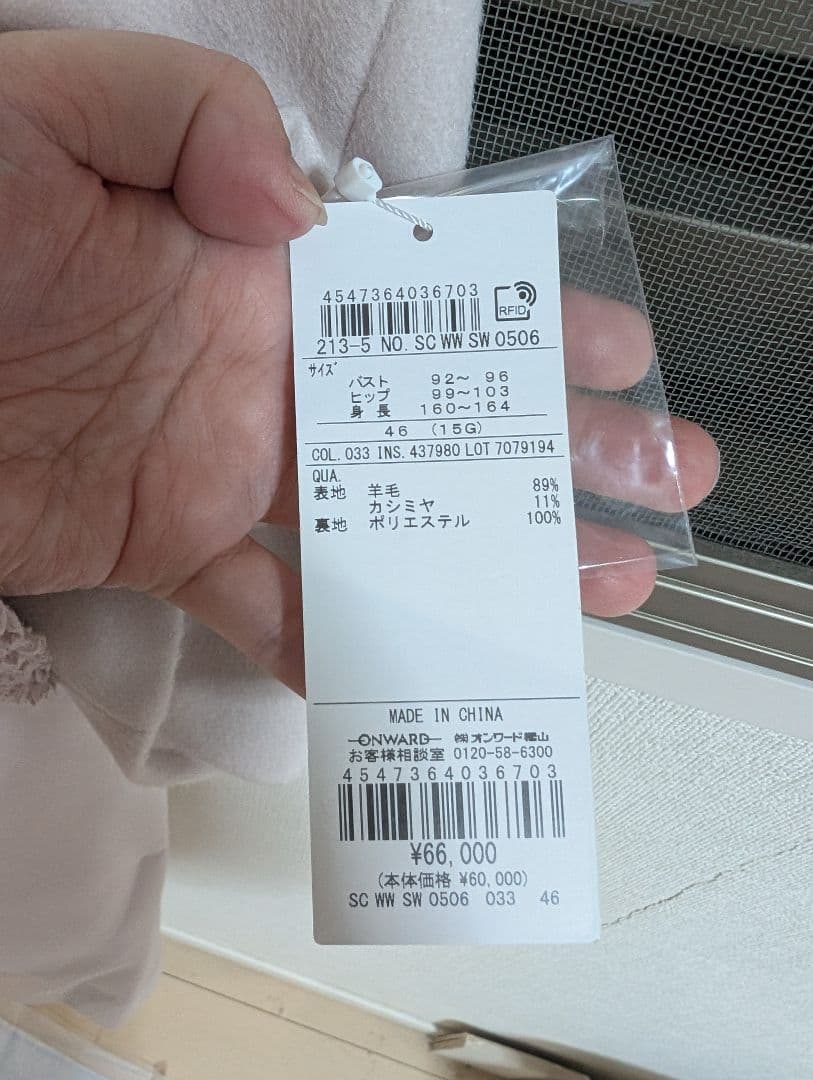 4547364036703
RFID
213-5 NO. SC WW SW 0506
サイズ
バスト 92～ 96
ヒップ 99～103
身長 160～164
46 (15G)
COL. 033 INS. 437980 LOT 7079194
QUA.
表地 羊毛 89%
カシミヤ 11%
裏地 ポリエステル 100%
MADE IN CHINA
ONWARD ㈱オンワード樫山
お客様相談室 0120-58-6300
4547364036703
¥66,000
(本体価格 ¥60,000)
SC WW SW 0506 033 46